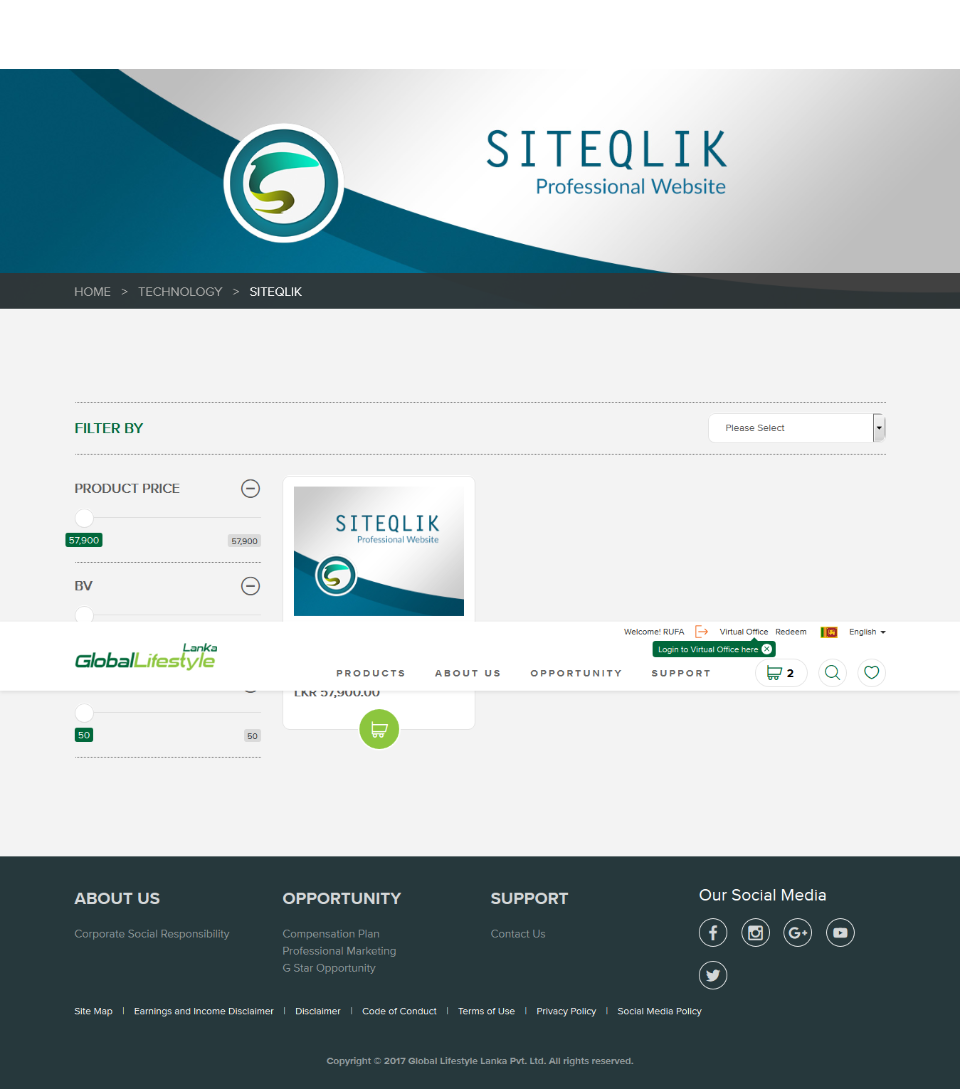 SITEQLIK
Professional Website
HOME > TECHNOLOGY > SITEQLIK
FILTER BY
Please Select
PRODUCT PRICE
57,900
57,900
BV
SITEQLIK
Professional Website
Welcome! RUFA
Virtual Office
Redeem
English
Login to Virtual Office here
Lanka
GlobalLifestyle
PRODUCTS
ABOUT US
OPPORTUNITY
SUPPORT
2
LKR 57,900.00
50
50
ABOUT US
Corporate Social Responsibility
OPPORTUNITY
Compensation Plan
Professional Marketing
G Star Opportunity
SUPPORT
Contact Us
Our Social Media
Site Map | Earnings and Income Disclaimer | Disclaimer | Code of Conduct | Terms of Use | Privacy Policy | Social Media Policy
Copyright © 2017 Global Lifestyle Lanka Pvt. Ltd. All rights reserved.